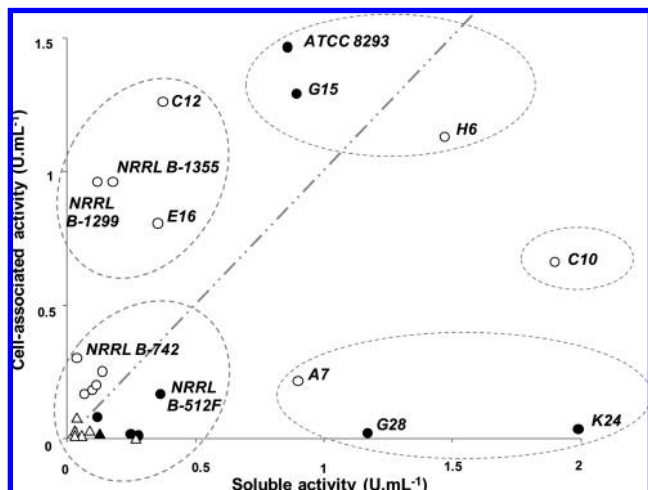 Cell-associated activity (U.mL-1)
1.5
ATCC 8293
G15
C12
H6
1
NRRL B-1355
NRRL
B-1299
E16
C10
0.5
NRRL B-742
A7
NRRL
B-512F
G28
K24
0
0
0.5
1
1.5
2
Soluble activity (U.mL-1)